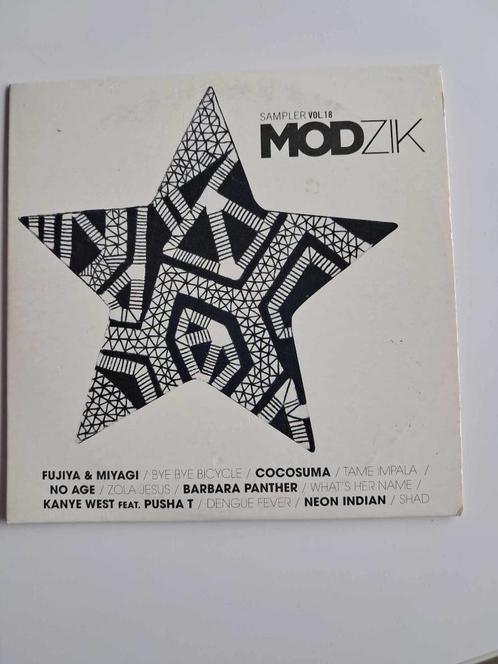 SAMPLER VOL.18
MODZIK
FUJIYA & MIYAGI / BYE BYE BICYCLE / COCOSUMA / TAME IMPALA /
NO AGE / ZOLA JESUS / BARBARA PANTHER / WHAT'S HER NAME /
KANYE WEST FEAT. PUSHA T / DENGUE FEVER / NEON INDIAN / SHAD